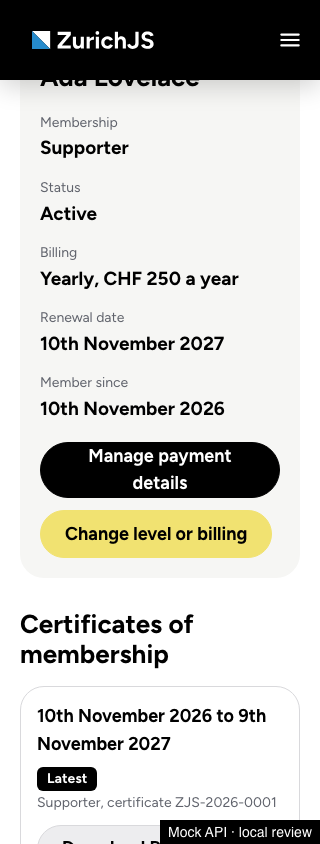 ZurichJS
Ada Lovelace
Membership
Supporter
Status
Active
Billing
Yearly, CHF 250 a year
Renewal date
10th November 2027
Member since
10th November 2026
Manage payment
details
Change level or billing
Certificates of
membership
10th November 2026 to 9th
November 2027
Latest
Supporter, certificate ZJS-2026-0001
Mock API · local review